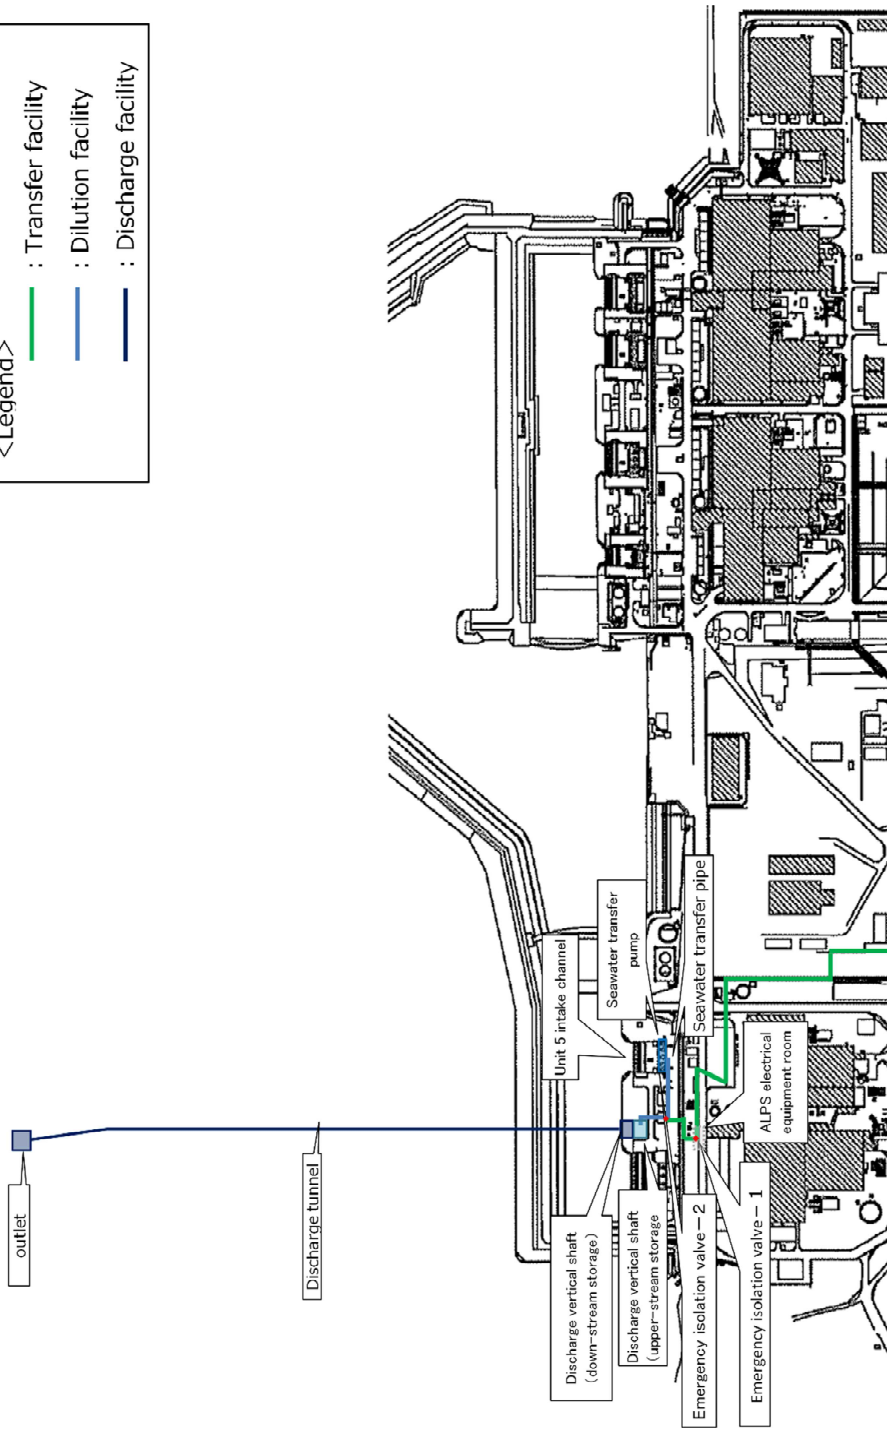 <Legend>
: Transfer facility
: Dilution facility
: Discharge facility
outlet
Discharge tunnel
Unit 5 intake channel
Seawater transfer
pump
Seawater transfer pipe
Discharge vertical shaft
(down-stream storage)
Discharge vertical shaft
(upper-stream storage)
Emergency isolation valve－2
Emergency isolation valve－1
ALPS electrical
equipment room